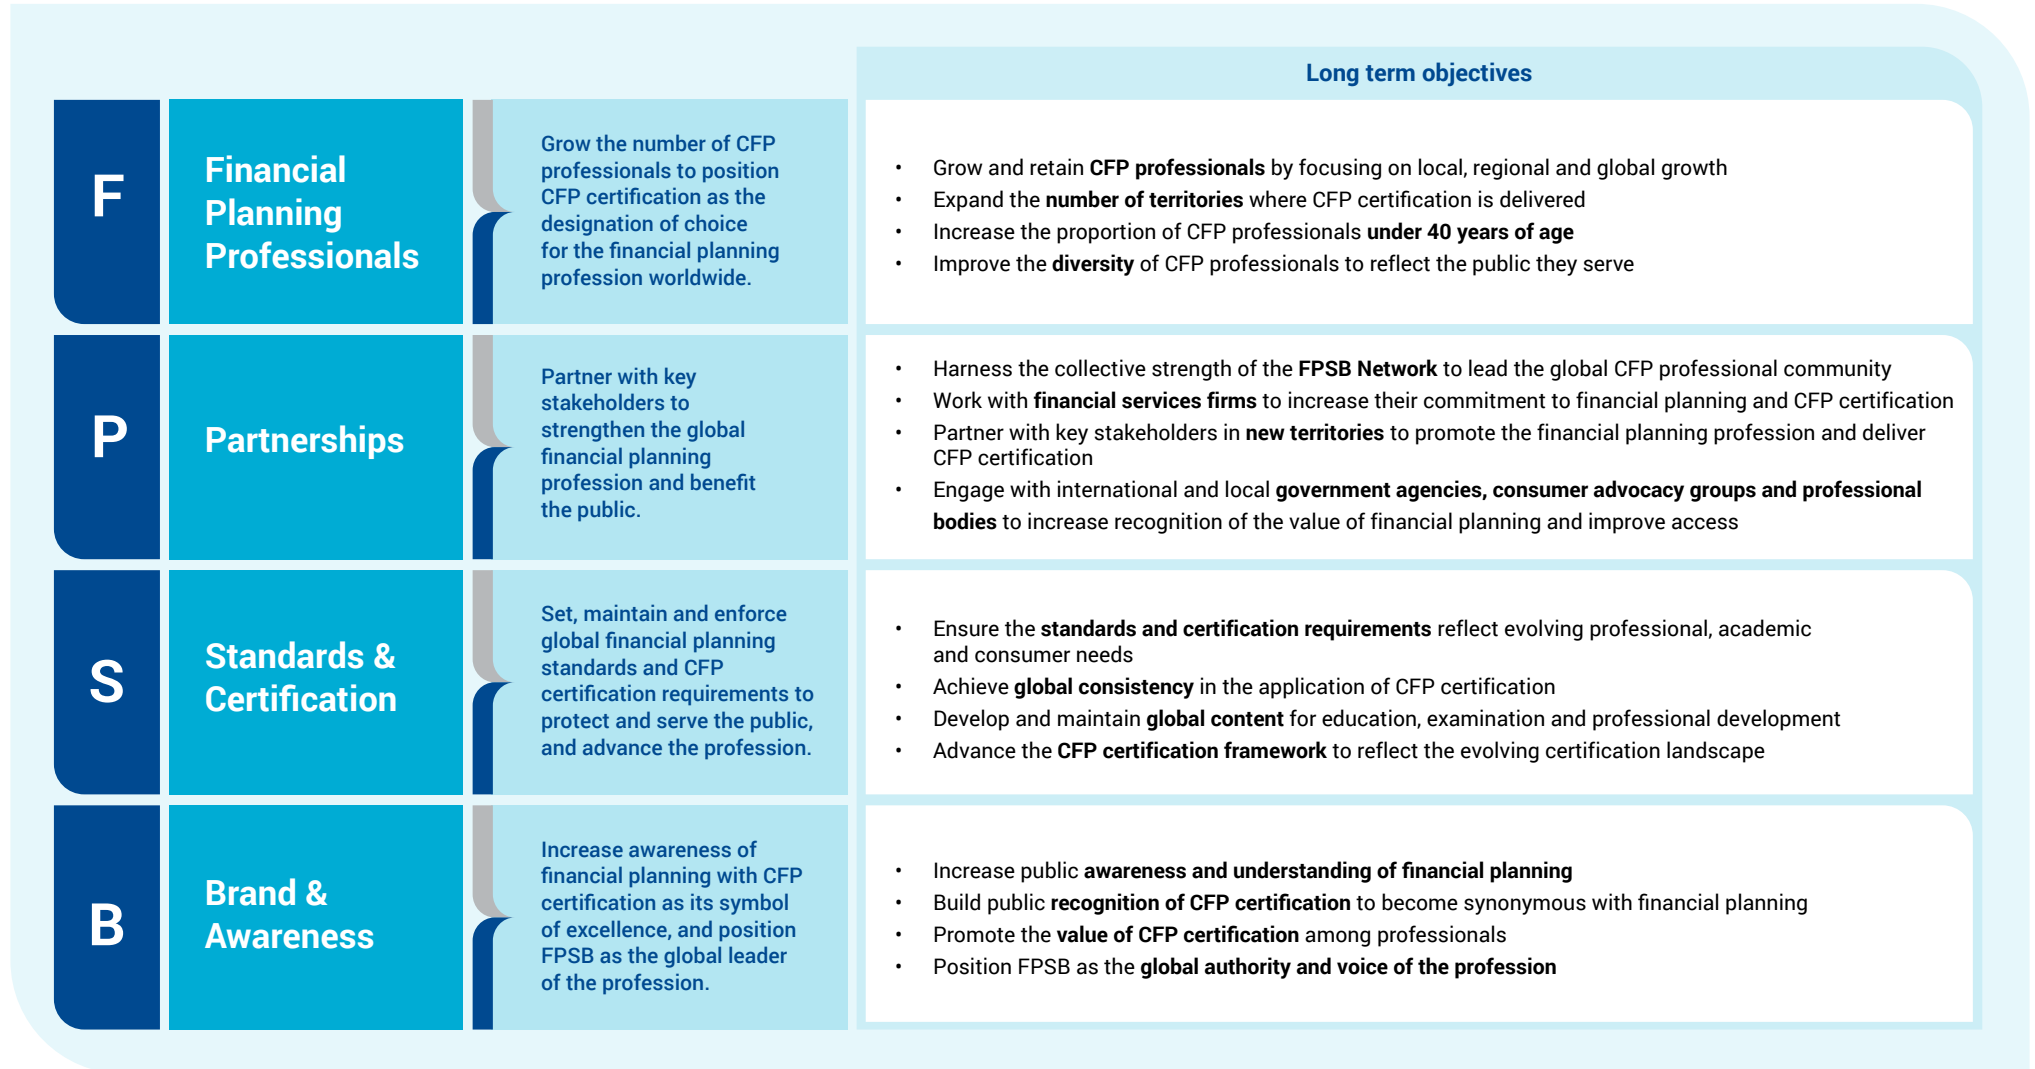 Long term objectives
F
Financial
Planning
Professionals
Grow the number of CFP
professionals to position
CFP certification as the
designation of choice
for the financial planning
profession worldwide.
• Grow and retain CFP professionals by focusing on local, regional and global growth
• Expand the number of territories where CFP certification is delivered
• Increase the proportion of CFP professionals under 40 years of age
• Improve the diversity of CFP professionals to reflect the public they serve
P
Partnerships
Partner with key
stakeholders to
strengthen the global
financial planning
profession and benefit
the public.
• Harness the collective strength of the FPSB Network to lead the global CFP professional community
• Work with financial services firms to increase their commitment to financial planning and CFP certification
• Partner with key stakeholders in new territories to promote the financial planning profession and deliver
CFP certification
• Engage with international and local government agencies, consumer advocacy groups and professional
bodies to increase recognition of the value of financial planning and improve access
S
Standards &
Certification
Set, maintain and enforce
global financial planning
standards and CFP
certification requirements to
protect and serve the public,
and advance the profession.
• Ensure the standards and certification requirements reflect evolving professional, academic
and consumer needs
• Achieve global consistency in the application of CFP certification
• Develop and maintain global content for education, examination and professional development
• Advance the CFP certification framework to reflect the evolving certification landscape
B
Brand &
Awareness
Increase awareness of
financial planning with CFP
certification as its symbol
of excellence, and position
FPSB as the global leader
of the profession.
• Increase public awareness and understanding of financial planning
• Build public recognition of CFP certification to become synonymous with financial planning
• Promote the value of CFP certification among professionals
• Position FPSB as the global authority and voice of the profession